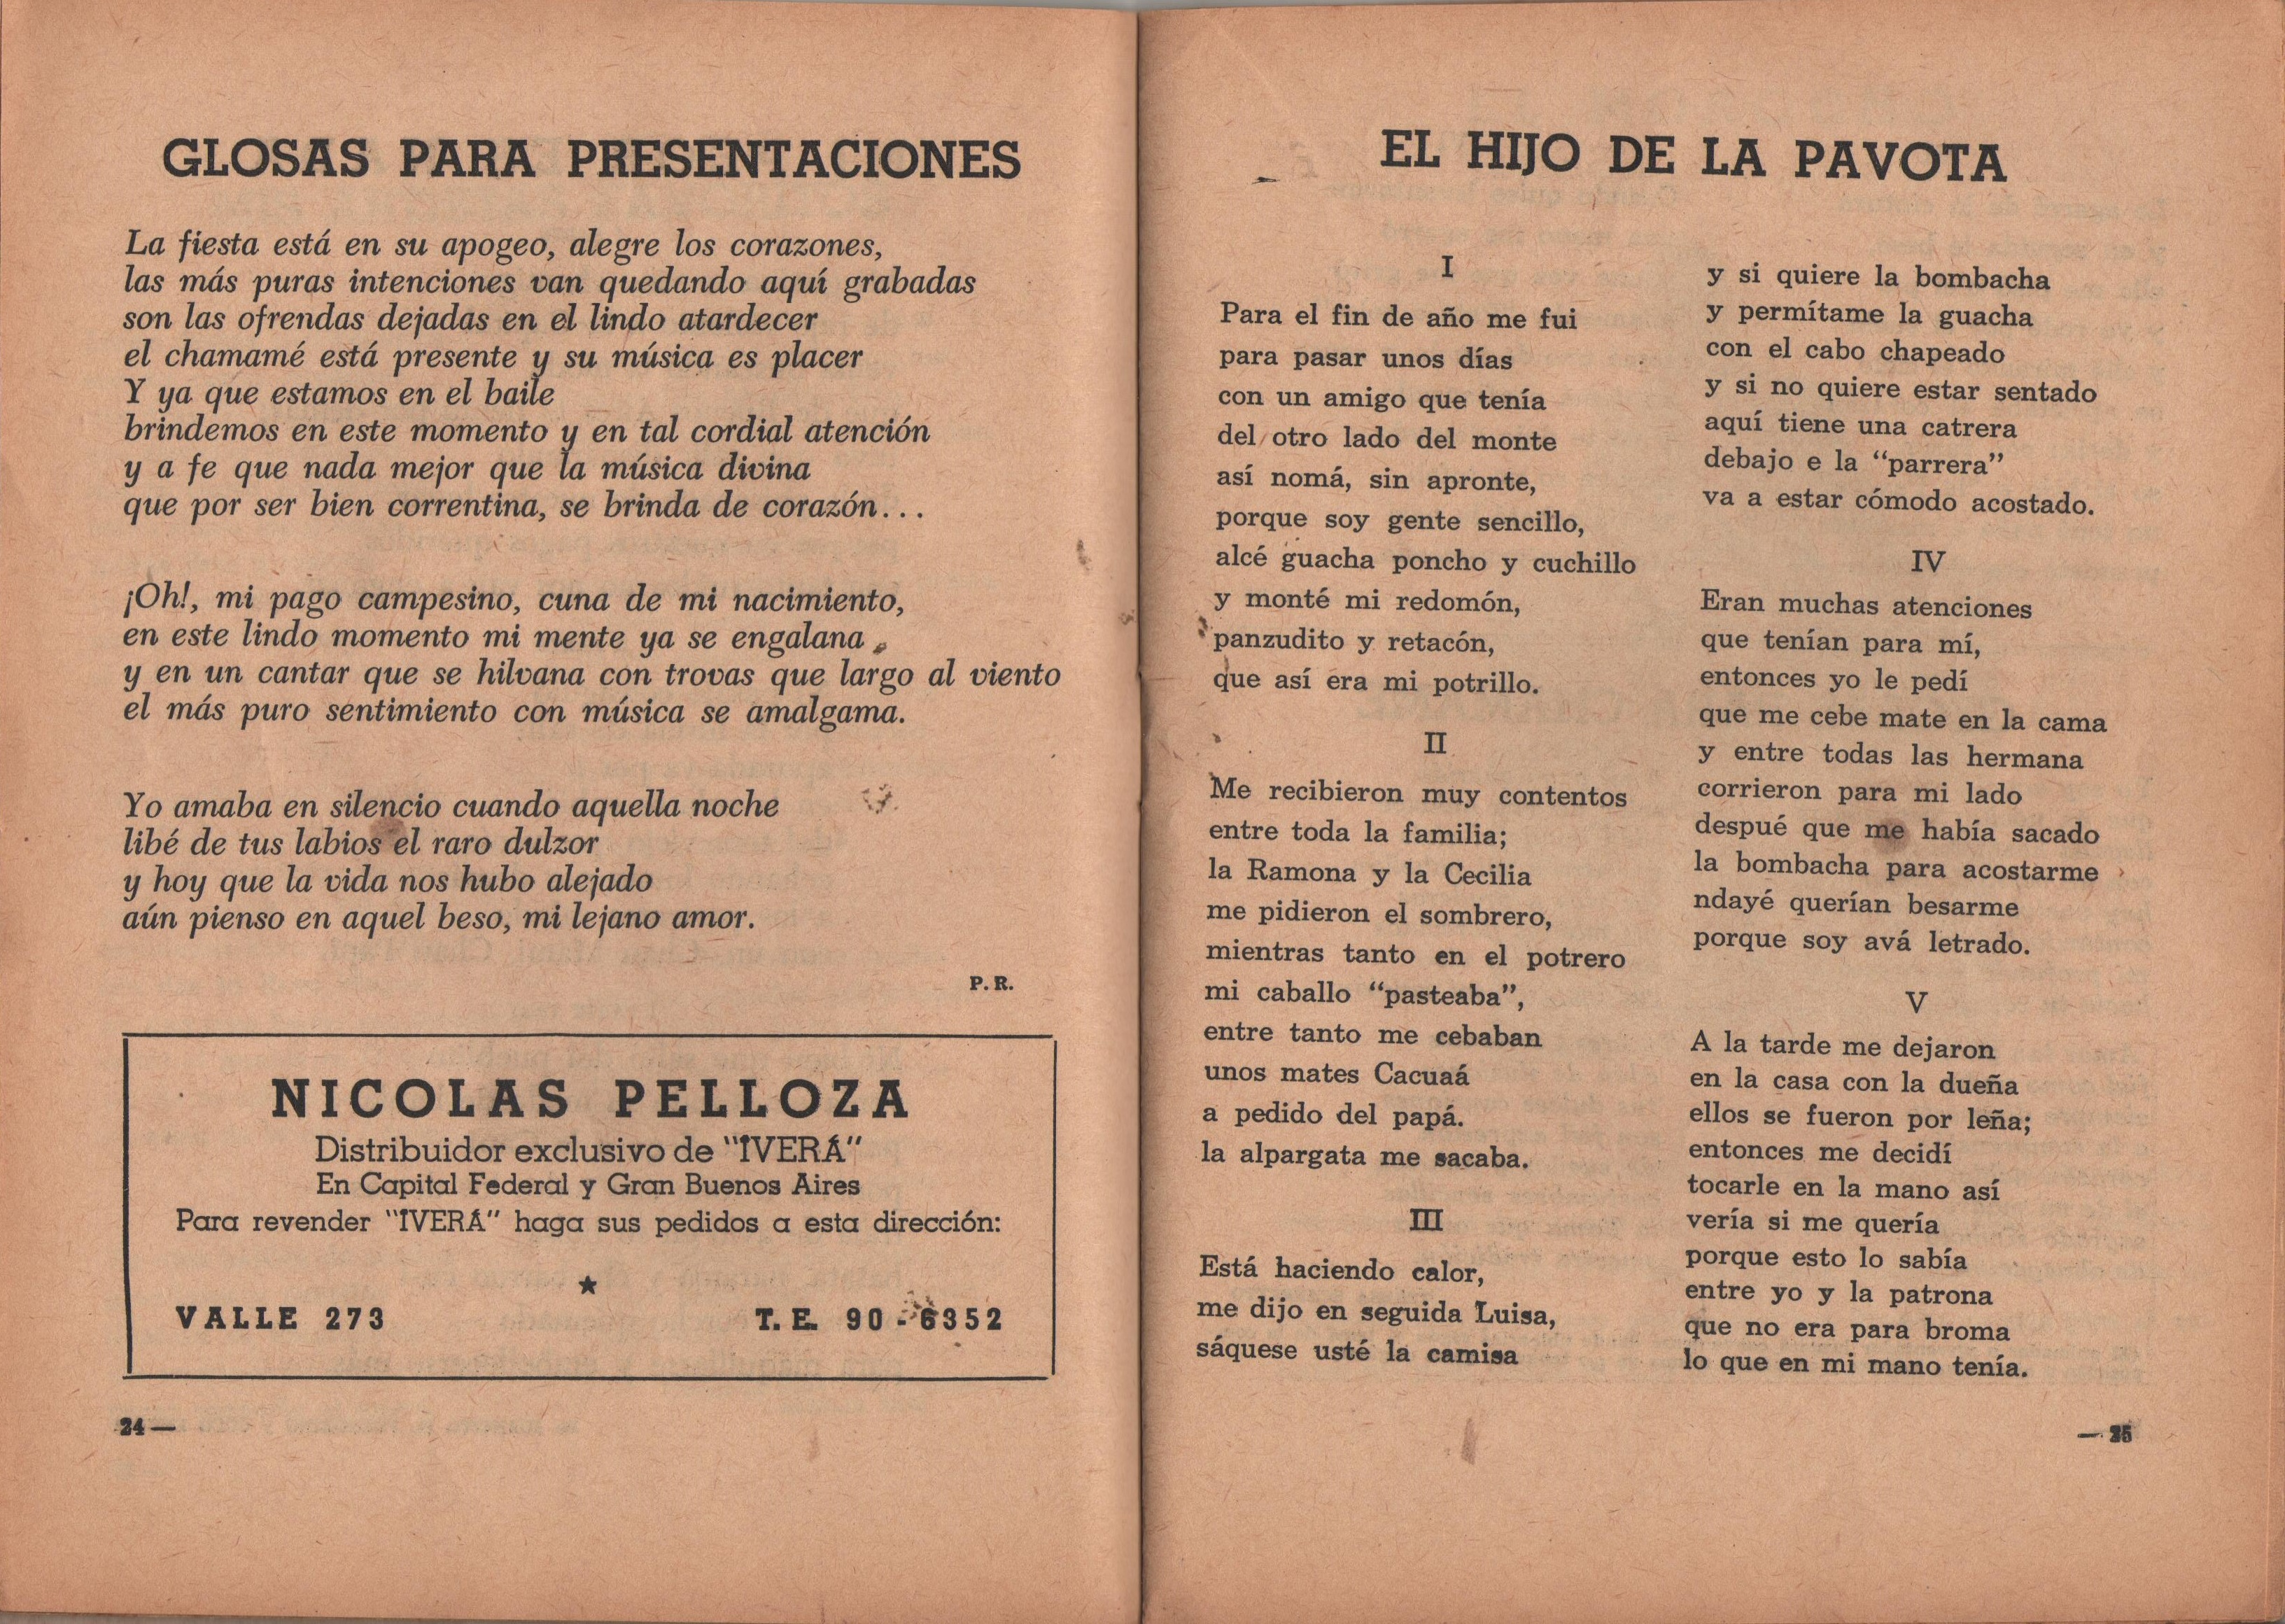 GLOSAS PARA PRESENTACIONES
La fiesta está en su apogeo, alegre los corazones,
las más puras intenciones van quedando aquí grabadas
son las ofrendas dejadas en el lindo atardecer
el chamamé está presente y su música es placer
Y ya que estamos en el baile
brindemos en este momento y en tal cordial atención
y a fe que nada mejor que la música divina
que por ser bien correntina, se brinda de corazón...
¡Oh!, mi pago campesino, cuna de mi nacimiento,
en este lindo momento mi mente ya se engalana,
y en un cantar que se hilvana con trovas que largo al viento
el más puro sentimiento con música se amalgama.
Yo amaba en silencio cuando aquella noche
libé de tus labios el raro dulzor
y hoy que la vida nos hubo alejado
aún pienso en aquel beso, mi lejano amor.
P. R.
NICOLAS PELLOZA
Distribuidor exclusivo de "IVERÁ"
En Capital Federal y Gran Buenos Aires
Para revender "IVERÁ" haga sus pedidos a esta dirección:
★
VALLE 273 T. E. 90-6352
24 —
EL HIJO DE LA PAVOTA
I
Para el fin de año me fui
para pasar unos días
con un amigo que tenía
del otro lado del monte
así nomá, sin apronte,
porque soy gente sencillo,
alcé guacha poncho y cuchillo
y monté mi redomón,
panzudito y retacón,
que así era mi potrillo.
II
Me recibieron muy contentos
entre toda la familia;
la Ramona y la Cecilia
me pidieron el sombrero,
mientras tanto en el potrero
mi caballo "pasteaba",
entre tanto me cebaban
unos mates Cacuaá
a pedido del papá.
la alpargata me sacaba.
III
Está haciendo calor,
me dijo en seguida Luisa,
sáquese usté la camisa
y si quiere la bombacha
y permítame la guacha
con el cabo chapeado
y si no quiere estar sentado
aquí tiene una catrera
debajo e la "parrera"
va a estar cómodo acostado.
IV
Eran muchas atenciones
que tenían para mí,
entonces yo le pedí
que me cebe mate en la cama
y entre todas las hermana
corrieron para mi lado
despué que me había sacado
la bombacha para acostarme
ndayé querían besarme
porque soy avá letrado.
V
A la tarde me dejaron
en la casa con la dueña
ellos se fueron por leña;
entonces me decidí
tocarle en la mano así
vería si me quería
porque esto lo sabía
entre yo y la patrona
que no era para broma
lo que en mi mano tenía.
— 25